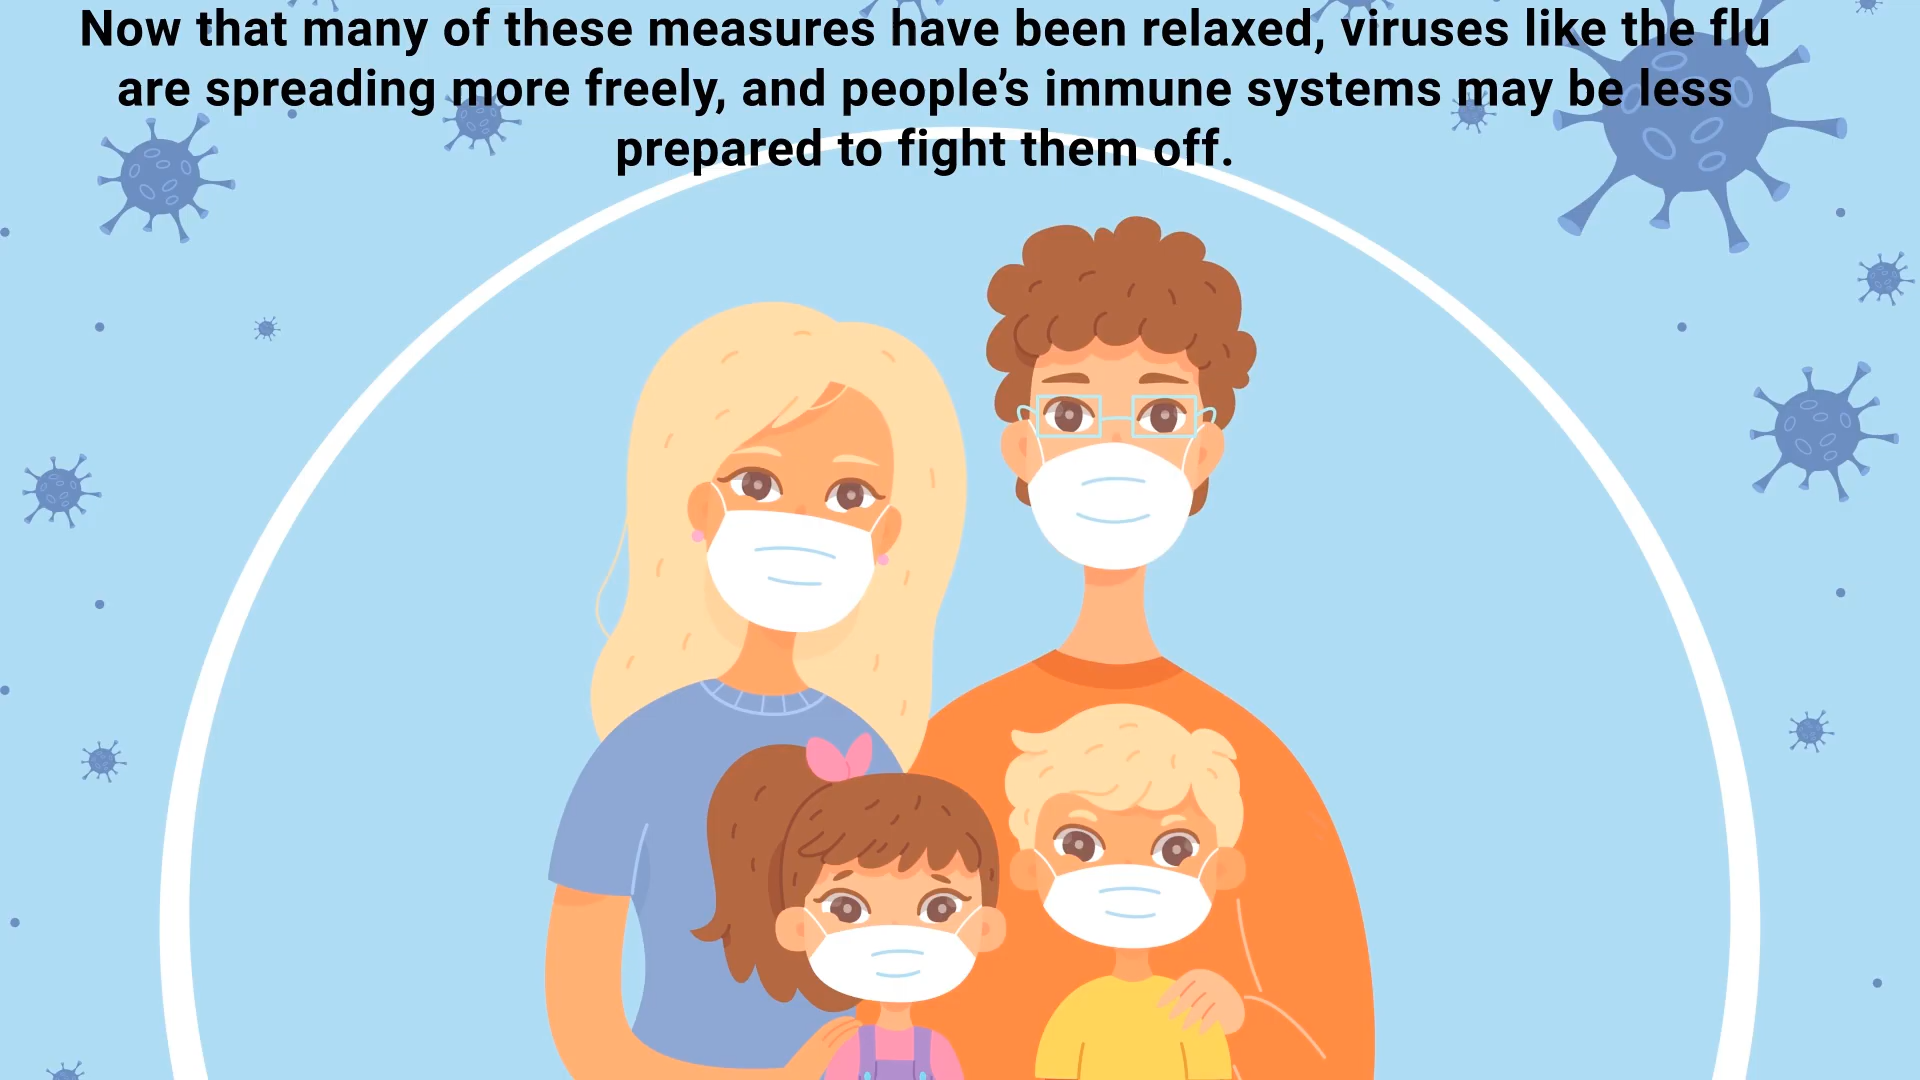 Now that many of these measures have been relaxed, viruses like the flu
are spreading more freely, and people’s immune systems may be less
prepared to fight them off.